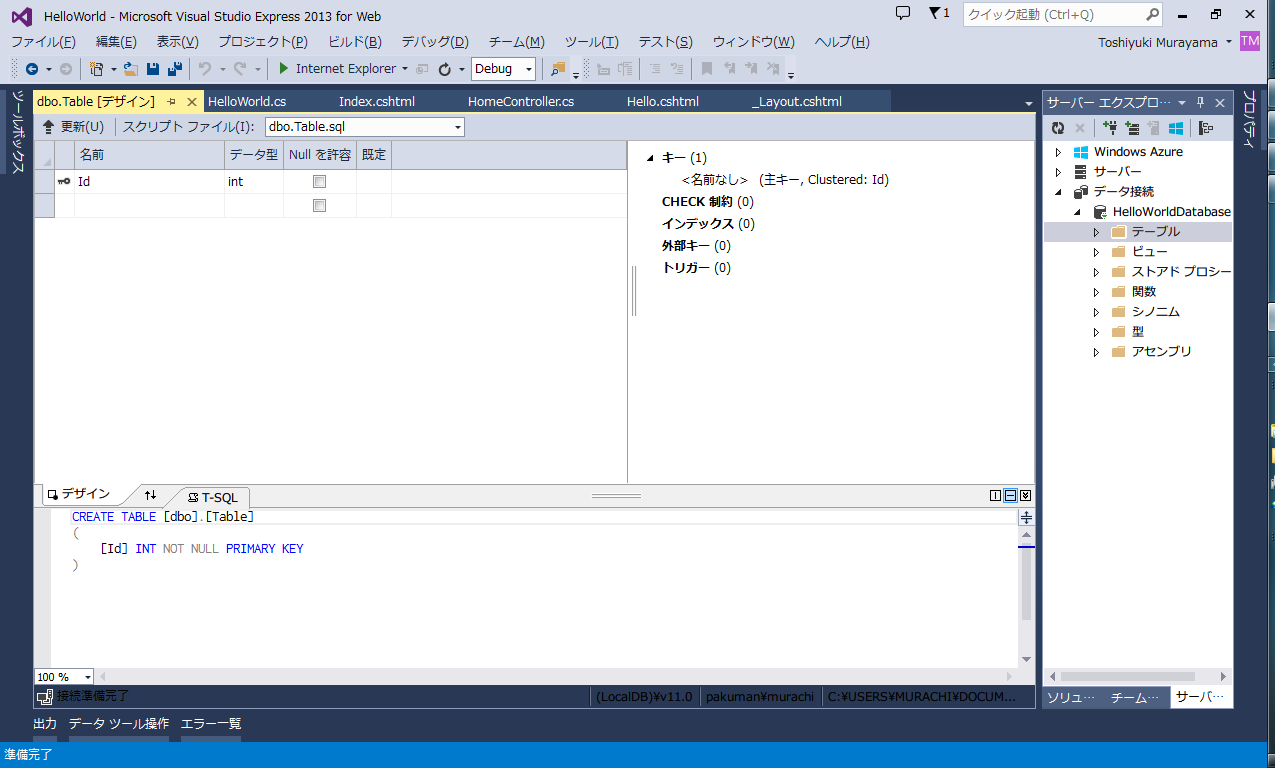 HelloWorld - Microsoft Visual Studio Express 2013 for Web
1
クイック起動 (Ctrl+Q)
ファイル(F) 編集(E) 表示(V) プロジェクト(P) ビルド(B) デバッグ(D) チーム(M) ツール(T) テスト(S) ウィンドウ(W) ヘルプ(H)
Toshiyuki Murayama TM
Internet Explorer Debug
ツールボックス
dbo.Table [デザイン] HelloWorld.cs Index.cshtml HomeController.cs Hello.cshtml _Layout.cshtml
更新(U) スクリプト ファイル(I): dbo.Table.sql
名前 データ型 Null を許容 既定
Id int
キー (1)
<名前なし> (主キー, Clustered: Id)
CHECK 制約 (0)
インデックス (0)
外部キー (0)
トリガー (0)
デザイン T-SQL
CREATE TABLE [dbo].[Table]
(
[Id] INT NOT NULL PRIMARY KEY
)
100 %
接続準備完了 (LocalDB)¥v11.0 pakuman¥murachi C:¥USERS¥MURACHI¥DOCUM...
サーバー エクスプロ…
Windows Azure
サーバー
データ接続
HelloWorldDatabase
テーブル
ビュー
ストアド プロシー
関数
シノニム
型
アセンブリ
ソリュ… チーム… サーバ…
プロパティ
出力 データ ツール操作 エラー一覧
準備完了